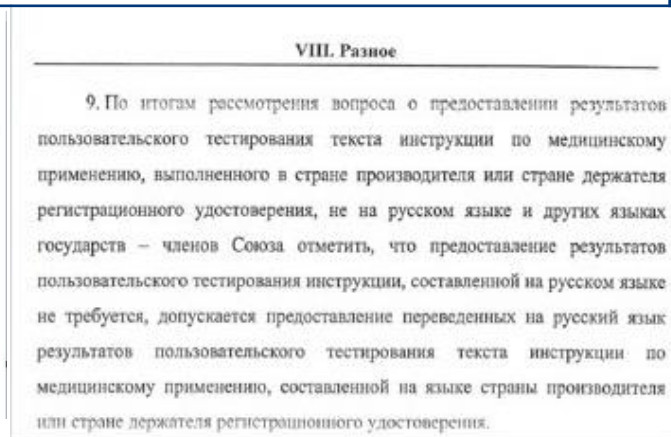 VIII. Разное
9. По итогам рассмотрения вопроса о предоставлении результатов
пользовательского тестирования текста инструкции по медицинскому
применению, выполненного в стране производителя или стране держателя
регистрационного удостоверения, не на русском языке и других языках
государств – членов Союза отметить, что предоставление результатов
пользовательского тестирования инструкции, составленной на русском языке
не требуется, допускается предоставление переведенных на русский язык
результатов пользовательского тестирования текста инструкции по
медицинскому применению, составленной на языке страны производителя
или стране держателя регистрационного удостоверения.